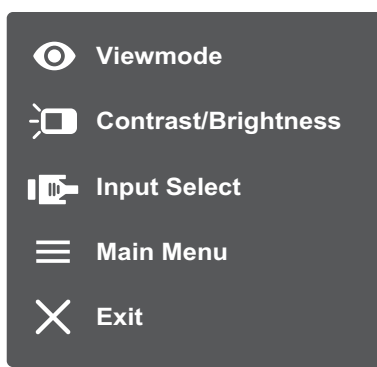 Viewmode
Contrast/Brightness
Input Select
Main Menu
Exit